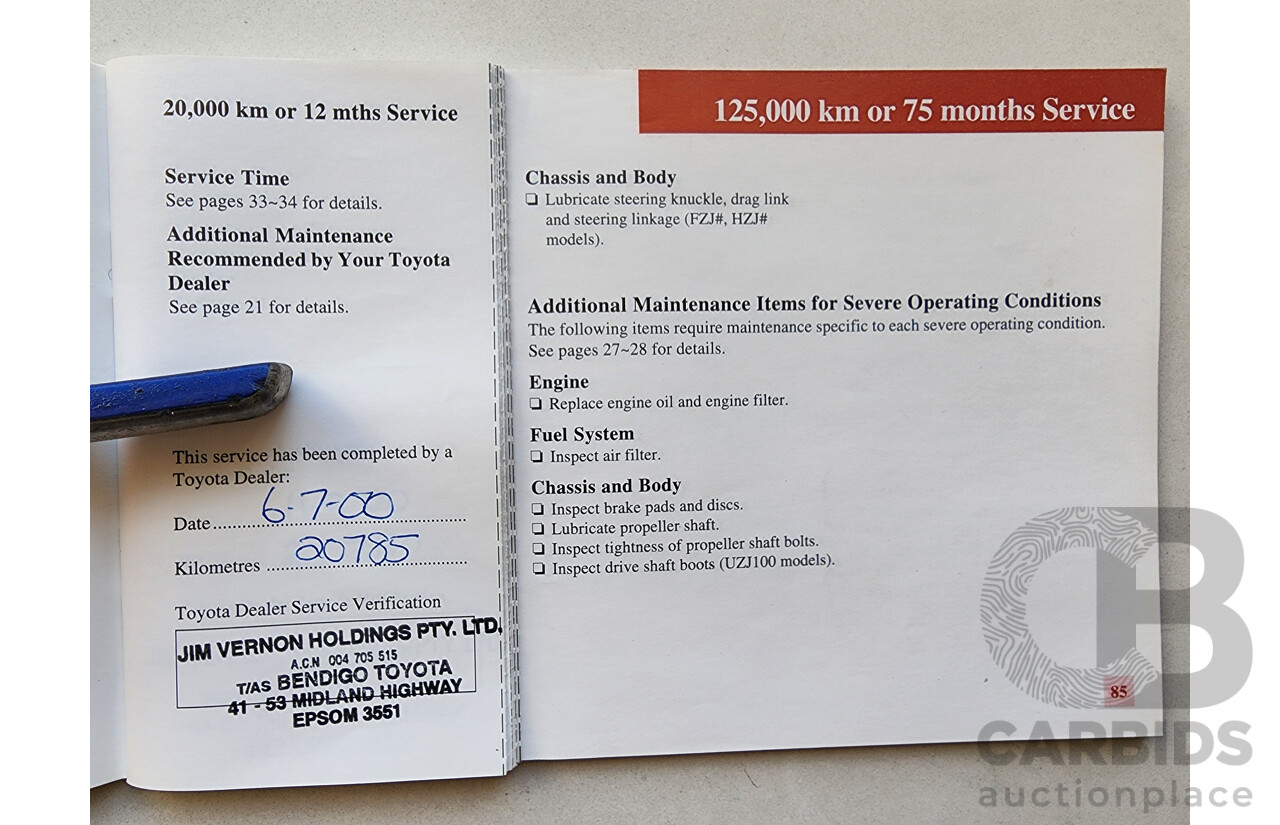 20,000 km or 12 mths Service
Service Time
See pages 33~34 for details.
Additional Maintenance
Recommended by Your Toyota
Dealer
See page 21 for details.
This service has been completed by a
Toyota Dealer:
Date 6-7-00
Kilometres 20785
Toyota Dealer Service Verification
JIM VERNON HOLDINGS PTY. LTD.
A.C.N 004 705 515
T/AS BENDIGO TOYOTA
41 - 53 MIDLAND HIGHWAY
EPSOM 3551
125,000 km or 75 months Service
Chassis and Body
❏ Lubricate steering knuckle, drag link
and steering linkage (FZJ#, HZJ#
models).
Additional Maintenance Items for Severe Operating Conditions
The following items require maintenance specific to each severe operating condition.
See pages 27~28 for details.
Engine
❏ Replace engine oil and engine filter.
Fuel System
❏ Inspect air filter.
Chassis and Body
❏ Inspect brake pads and discs.
❏ Lubricate propeller shaft.
❏ Inspect tightness of propeller shaft bolts.
❏ Inspect drive shaft boots (UZJ100 models).
85
CB
CARBIDS
auctionplace